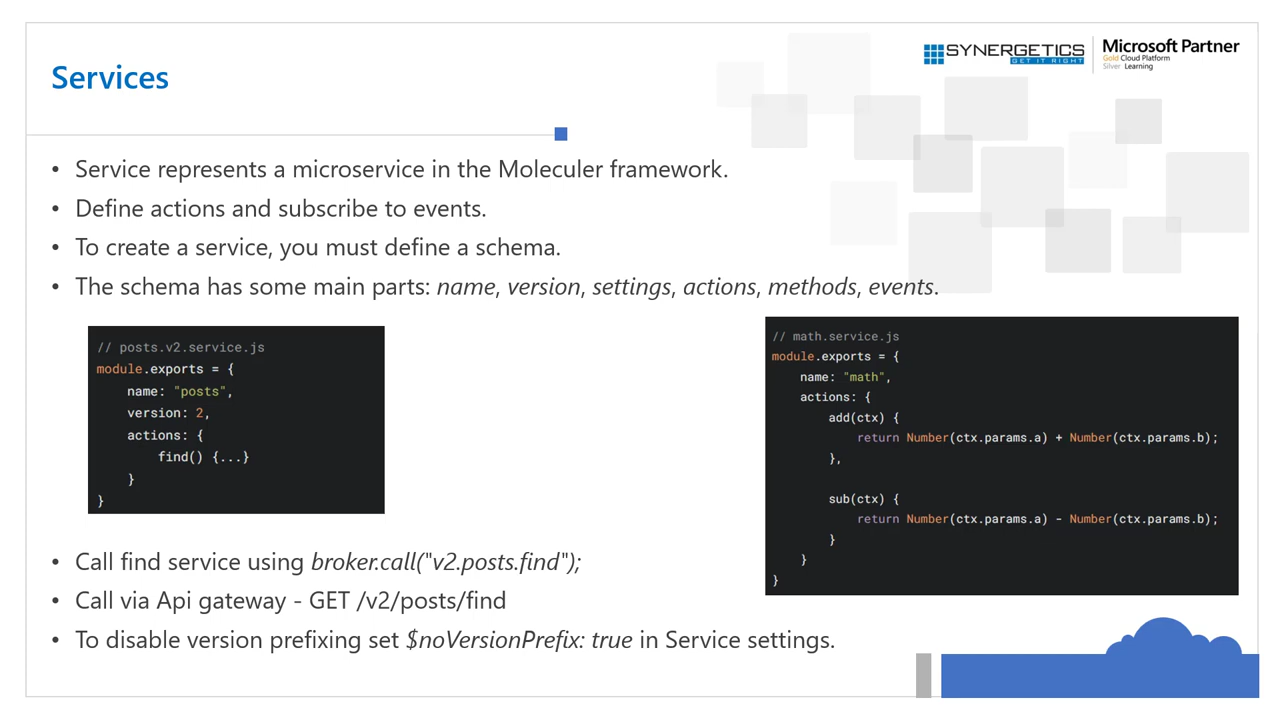 SYNERGETICS
GET IT RIGHT
Microsoft Partner
Gold Cloud Platform
Silver Learning
Services
• Service represents a microservice in the Moleculer framework.
• Define actions and subscribe to events.
• To create a service, you must define a schema.
• The schema has some main parts: name, version, settings, actions, methods, events.
// posts.v2.service.js
module.exports = {
    name: "posts",
    version: 2,
    actions: {
        find() {...}
    }
}
// math.service.js
module.exports = {
    name: "math",
    actions: {
        add(ctx) {
            return Number(ctx.params.a) + Number(ctx.params.b);
        },

        sub(ctx) {
            return Number(ctx.params.a) - Number(ctx.params.b);
        }
    }
}
• Call find service using broker.call("v2.posts.find");
• Call via Api gateway - GET /v2/posts/find
• To disable version prefixing set $noVersionPrefix: true in Service settings.